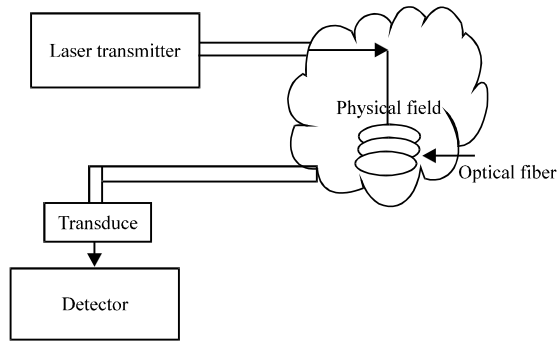 Laser transmitter
Physical field
Optical fiber
Transduce
Detector